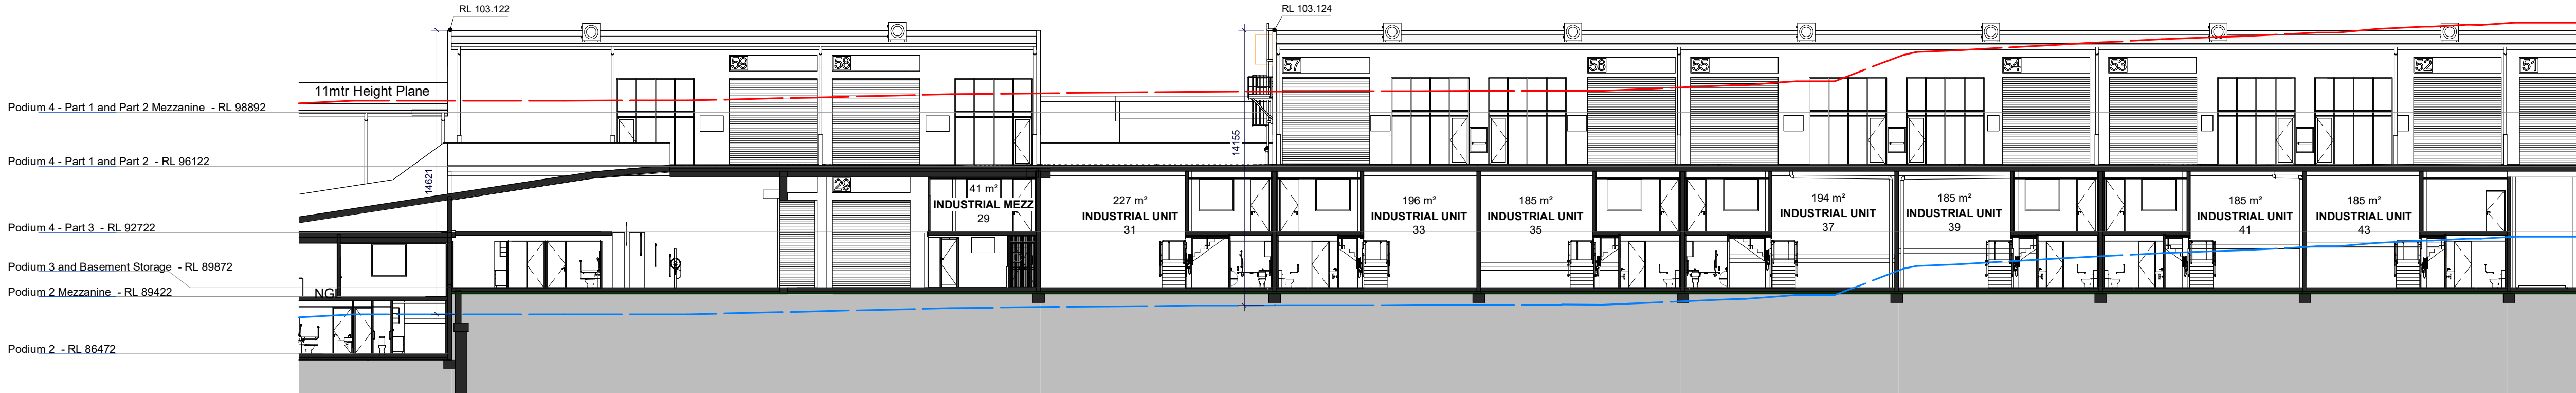 RL 103.122
RL 103.124
59
58
57
56
55
54
53
52
51
11mtr Height Plane
Podium 4 - Part 1 and Part 2 Mezzanine - RL 98892
14155
Podium 4 - Part 1 and Part 2 - RL 96122
14621
29
41 m²
INDUSTRIAL MEZZ
29
227 m²
INDUSTRIAL UNIT
31
196 m²
INDUSTRIAL UNIT
33
185 m²
INDUSTRIAL UNIT
35
194 m²
INDUSTRIAL UNIT
37
185 m²
INDUSTRIAL UNIT
39
185 m²
INDUSTRIAL UNIT
41
185 m²
INDUSTRIAL UNIT
43
Podium 4 - Part 3 - RL 92722
Podium 3 and Basement Storage - RL 89872
Podium 2 Mezzanine - RL 89422
Podium 2 - RL 86472